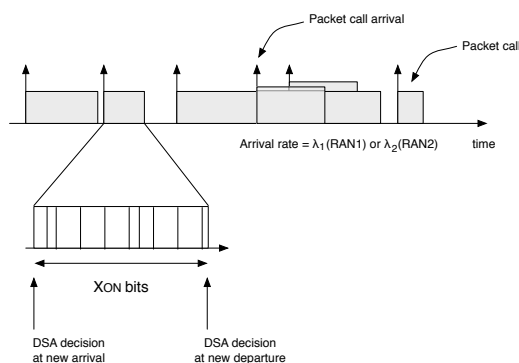 Packet call arrival
Packet call
Arrival rate = λ1(RAN1) or λ2(RAN2)
time
XON bits
DSA decision
at new arrival
DSA decision
at new departure